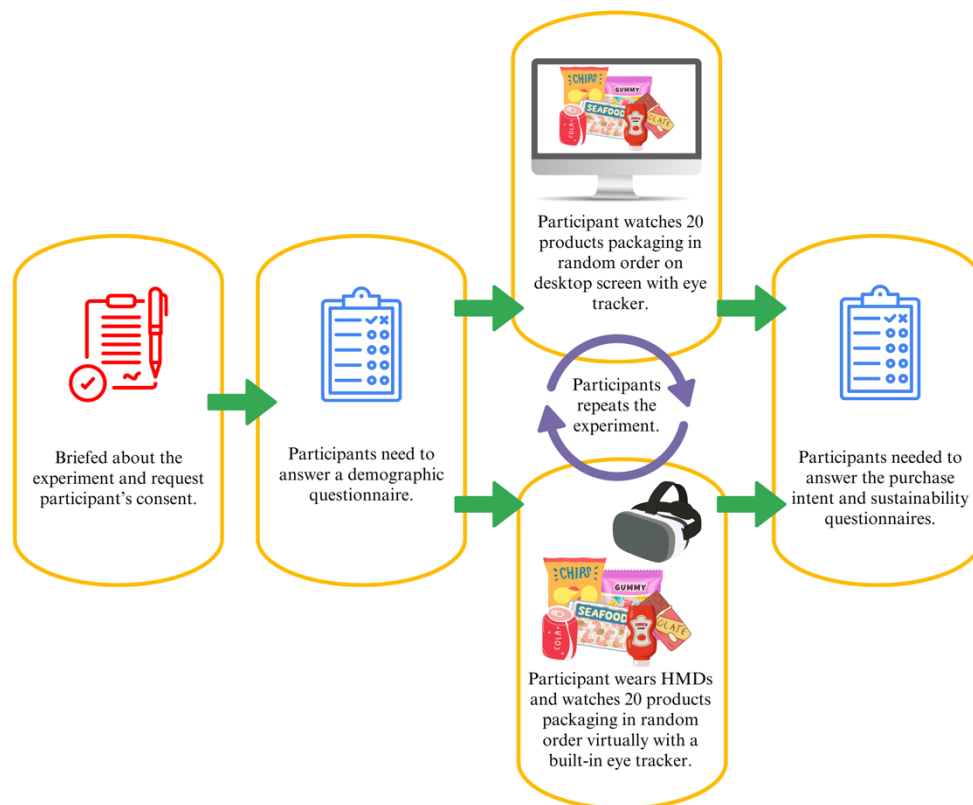 Briefed about the
experiment and request
participant's consent.
Participants need to
answer a demographic
questionnaire.
CHIPS
GUMMY
SEAFOOD
COLA
OLATE
Participant watches 20
products packaging in
random order on
desktop screen with eye
tracker.
Participants
repeats the
experiment.
CHIPS
GUMMY
SEAFOOD
COLA
OLATE
Participant wears HMDs
and watches 20 products
packaging in random
order virtually with a
built-in eye tracker.
Participants needed to
answer the purchase
intent and sustainability
questionnaires.